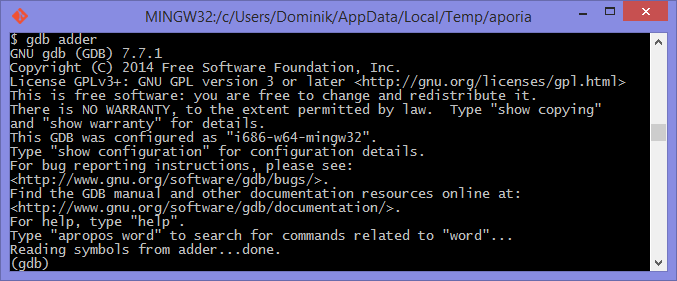 MINGW32:/c/Users/Dominik/AppData/Local/Temp/aporia
$ gdb adder
GNU gdb (GDB) 7.7.1
Copyright (C) 2014 Free Software Foundation, Inc.
License GPLv3+: GNU GPL version 3 or later <http://gnu.org/licenses/gpl.html>
This is free software: you are free to change and redistribute it.
There is NO WARRANTY, to the extent permitted by law.  Type "show copying"
and "show warranty" for details.
This GDB was configured as "i686-w64-mingw32".
Type "show configuration" for configuration details.
For bug reporting instructions, please see:
<http://www.gnu.org/software/gdb/bugs/>.
Find the GDB manual and other documentation resources online at:
<http://www.gnu.org/software/gdb/documentation/>.
For help, type "help".
Type "apropos word" to search for commands related to "word"...
Reading symbols from adder...done.
(gdb)